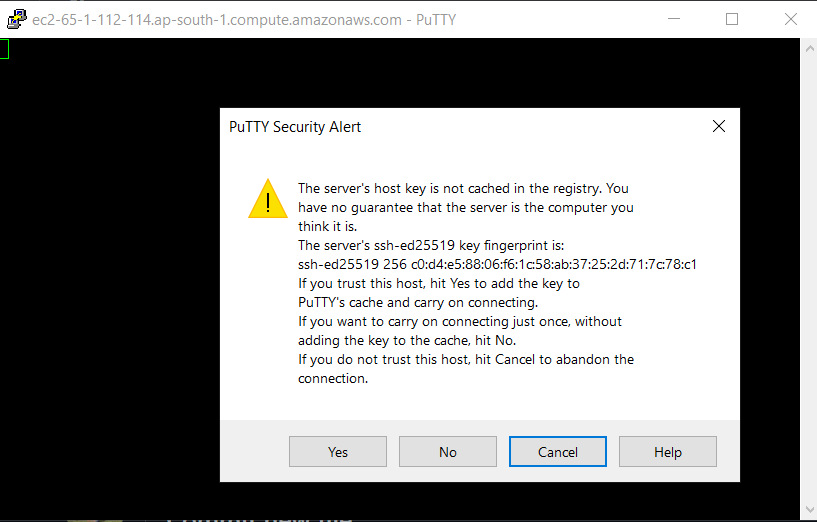 ec2-65-1-112-114.ap-south-1.compute.amazonaws.com - PuTTY
PuTTY Security Alert
The server's host key is not cached in the registry. You
have no guarantee that the server is the computer you
think it is.
The server's ssh-ed25519 key fingerprint is:
ssh-ed25519 256 c0:d4:e5:88:06:f6:1c:58:ab:37:25:2d:71:7c:78:c1
If you trust this host, hit Yes to add the key to
PuTTY's cache and carry on connecting.
If you want to carry on connecting just once, without
adding the key to the cache, hit No.
If you do not trust this host, hit Cancel to abandon the
connection.
Yes No Cancel Help